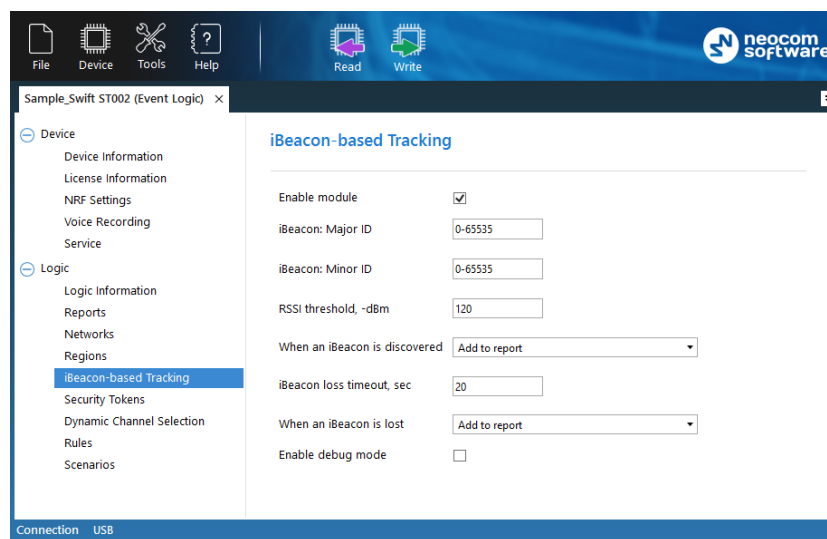 File Device Tools Help Read Write
neocom
software
Sample_Swift ST002 (Event Logic) ×
Device
Device Information
License Information
NRF Settings
Voice Recording
Service
Logic
Logic Information
Reports
Networks
Regions
iBeacon-based Tracking
Security Tokens
Dynamic Channel Selection
Rules
Scenarios
iBeacon-based Tracking
Enable module
iBeacon: Major ID 0-65535
iBeacon: Minor ID 0-65535
RSSI threshold, -dBm 120
When an iBeacon is discovered Add to report
iBeacon loss timeout, sec 20
When an iBeacon is lost Add to report
Enable debug mode
Connection USB